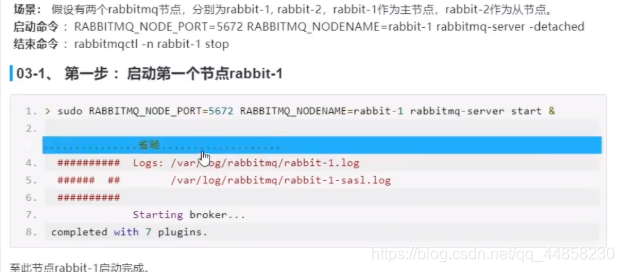 场景： 假设有两个rabbitmq节点，分别为rabbit-1, rabbit-2，rabbit-1作为主节点，rabbit-2作为从节点。
启动命令 ：RABBITMQ_NODE_PORT=5672 RABBITMQ_NODENAME=rabbit-1 rabbitmq-server -detached
结束命令 ：rabbitmqctl -n rabbit-1 stop
03-1、 第一步 ：启动第一个节点rabbit-1
1. > sudo RABBITMQ_NODE_PORT=5672 RABBITMQ_NODENAME=rabbit-1 rabbitmq-server start &
2.
...............省略...................
4. ########## Logs: /var/log/rabbitmq/rabbit-1.log
5. ###### ## /var/log/rabbitmq/rabbit-1-sasl.log
6. ##########
7. Starting broker...
8. completed with 7 plugins.
https://blog.csdn.net/qq_44858230
至此节点rabbit-1启动完成。